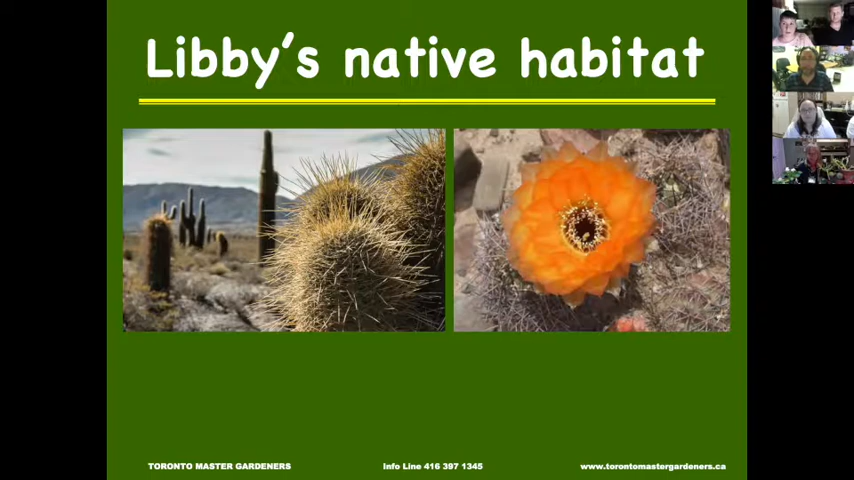 Libby's native habitat
TORONTO MASTER GARDENERS Info Line 416 397 1345 www.torontomastergardeners.ca